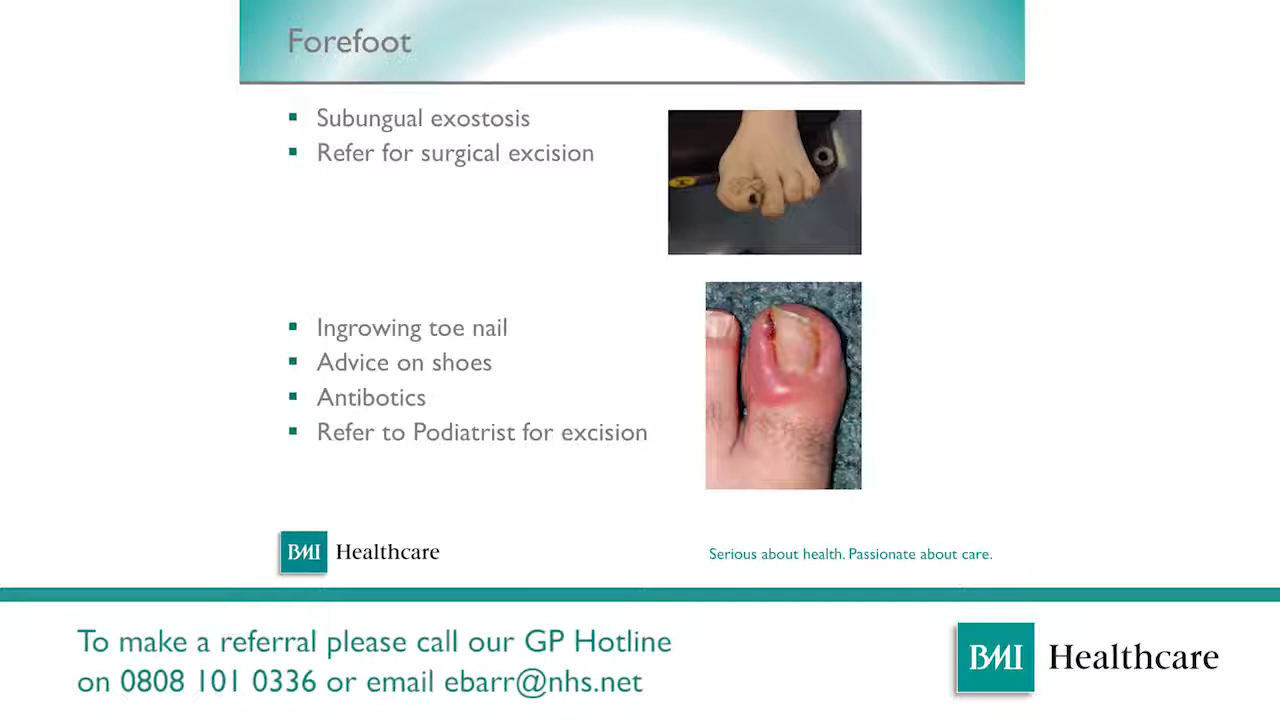 Forefoot
Subungual exostosis
Refer for surgical excision
Ingrowing toe nail
Advice on shoes
Antibotics
Refer to Podiatrist for excision
BMI Healthcare
Serious about health. Passionate about care.
To make a referral please call our GP Hotline
on 0808 101 0336 or email ebarr@nhs.net
BMI Healthcare